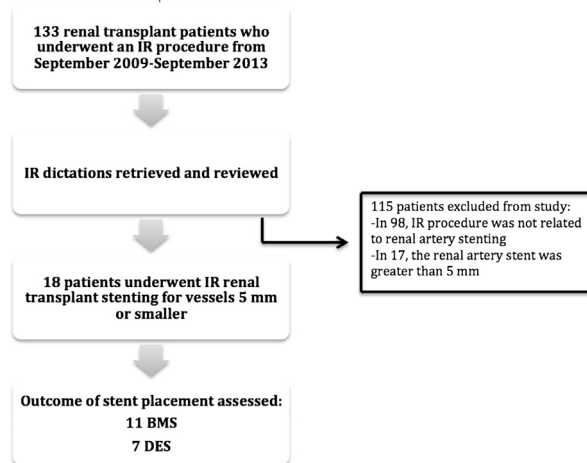 133 renal transplant patients who
underwent an IR procedure from
September 2009-September 2013
IR dictations retrieved and reviewed
115 patients excluded from study:
-In 98, IR procedure was not related
to renal artery stenting
-In 17, the renal artery stent was
greater than 5 mm
18 patients underwent IR renal
transplant stenting for vessels 5 mm
or smaller
Outcome of stent placement assessed:
11 BMS
7 DES